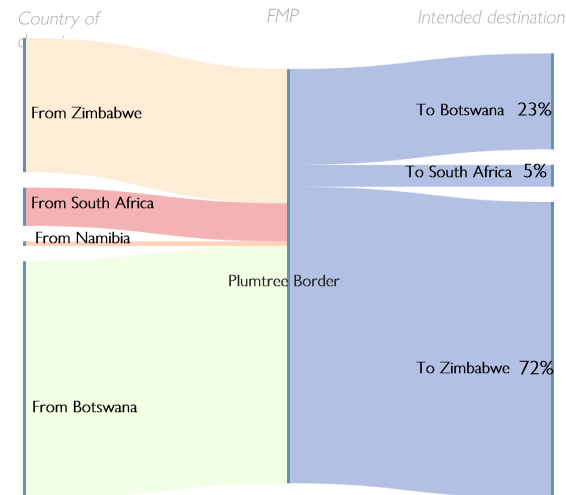 Country of
FMP
Intended destination
From Zimbabwe
To Botswana 23%
To South Africa 5%
From South Africa
From Namibia
Plumtree Border
To Zimbabwe 72%
From Botswana